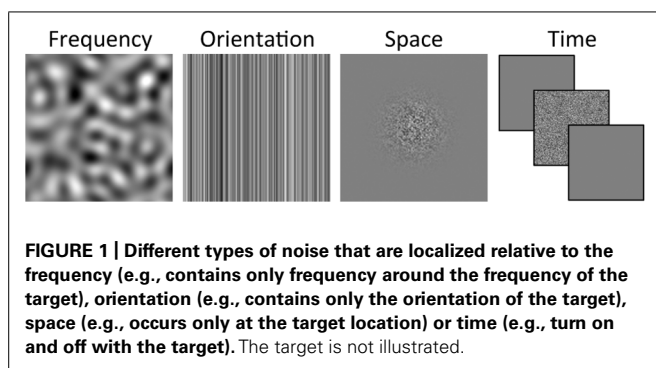 Frequency Orientation Space Time
FIGURE 1 | Different types of noise that are localized relative to the
frequency (e.g., contains only frequency around the frequency of the
target), orientation (e.g., contains only the orientation of the target),
space (e.g., occurs only at the target location) or time (e.g., turn on
and off with the target). The target is not illustrated.